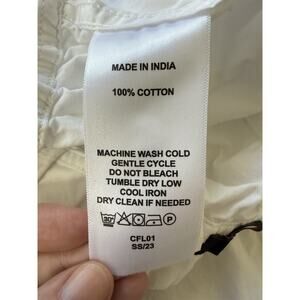 MADE IN INDIA
100% COTTON
MACHINE WASH COLD
GENTLE CYCLE
DO NOT BLEACH
TUMBLE DRY LOW
COOL IRON
DRY CLEAN IF NEEDED
30° P
CFL01
SS/23